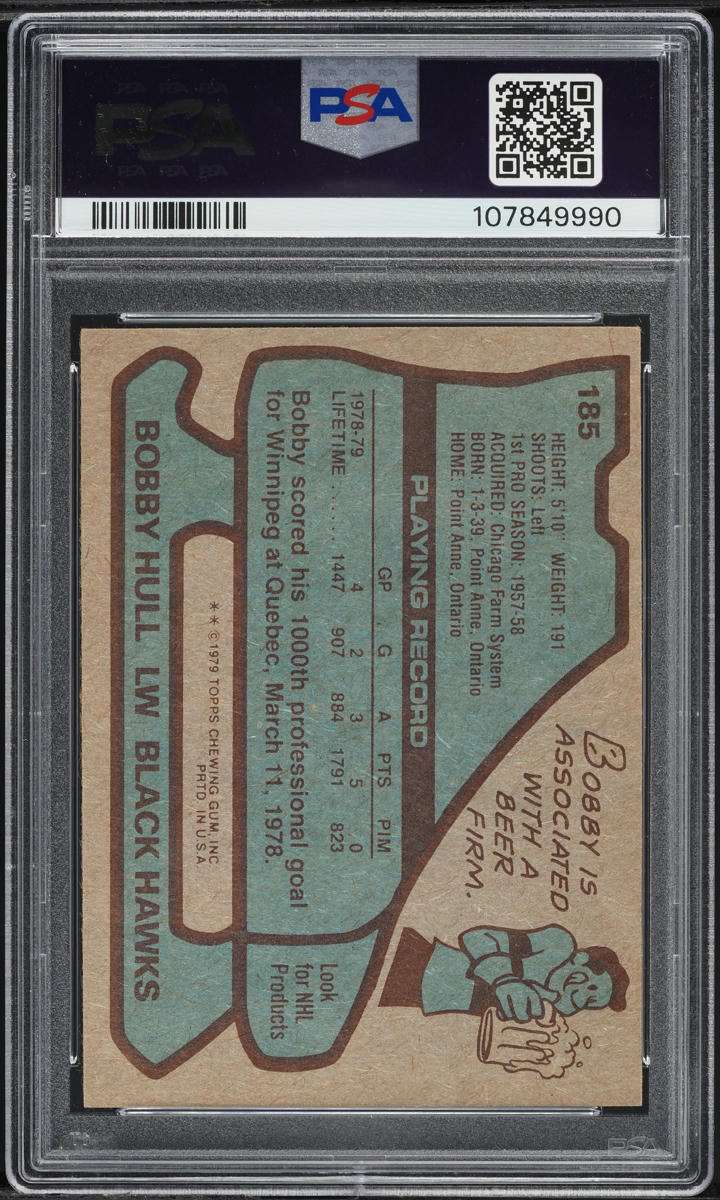 PSA
107849990
185
HEIGHT: 5'10" WEIGHT: 191
SHOOTS: Left
1st PRO SEASON: 1957-58
ACQUIRED: Chicago Farm System
BORN: 1-3-39, Point Anne, Ontario
HOME: Point Anne, Ontario
BOBBY IS
ASSOCIATED
WITH A
BEER
FIRM.
PLAYING RECORD
GP G A PTS PIM
1978-79 4 2 3 5 0
LIFETIME ...... 1447 907 884 1791 823
Bobby scored his 1000th professional goal
for Winnipeg at Quebec, March 11, 1978.
Look
for NHL
Products
** © 1979 TOPPS CHEWING GUM, INC.
PRTD. IN U.S.A.
BOBBY HULL LW BLACK HAWKS
PSA